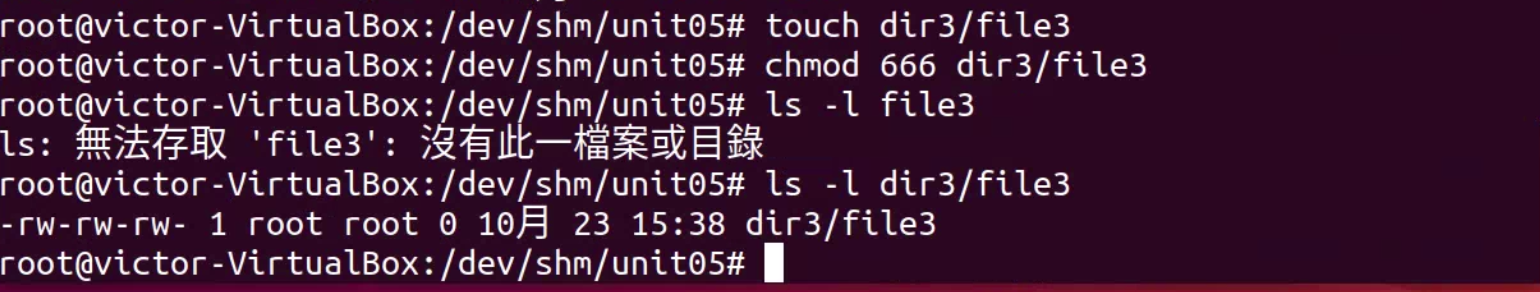 root@victor-VirtualBox:/dev/shm/unit05# touch dir3/file3
root@victor-VirtualBox:/dev/shm/unit05# chmod 666 dir3/file3
root@victor-VirtualBox:/dev/shm/unit05# ls -l file3
ls: 無法存取 'file3': 沒有此一檔案或目錄
root@victor-VirtualBox:/dev/shm/unit05# ls -l dir3/file3
-rw-rw-rw- 1 root root 0 10月 23 15:38 dir3/file3
root@victor-VirtualBox:/dev/shm/unit05#